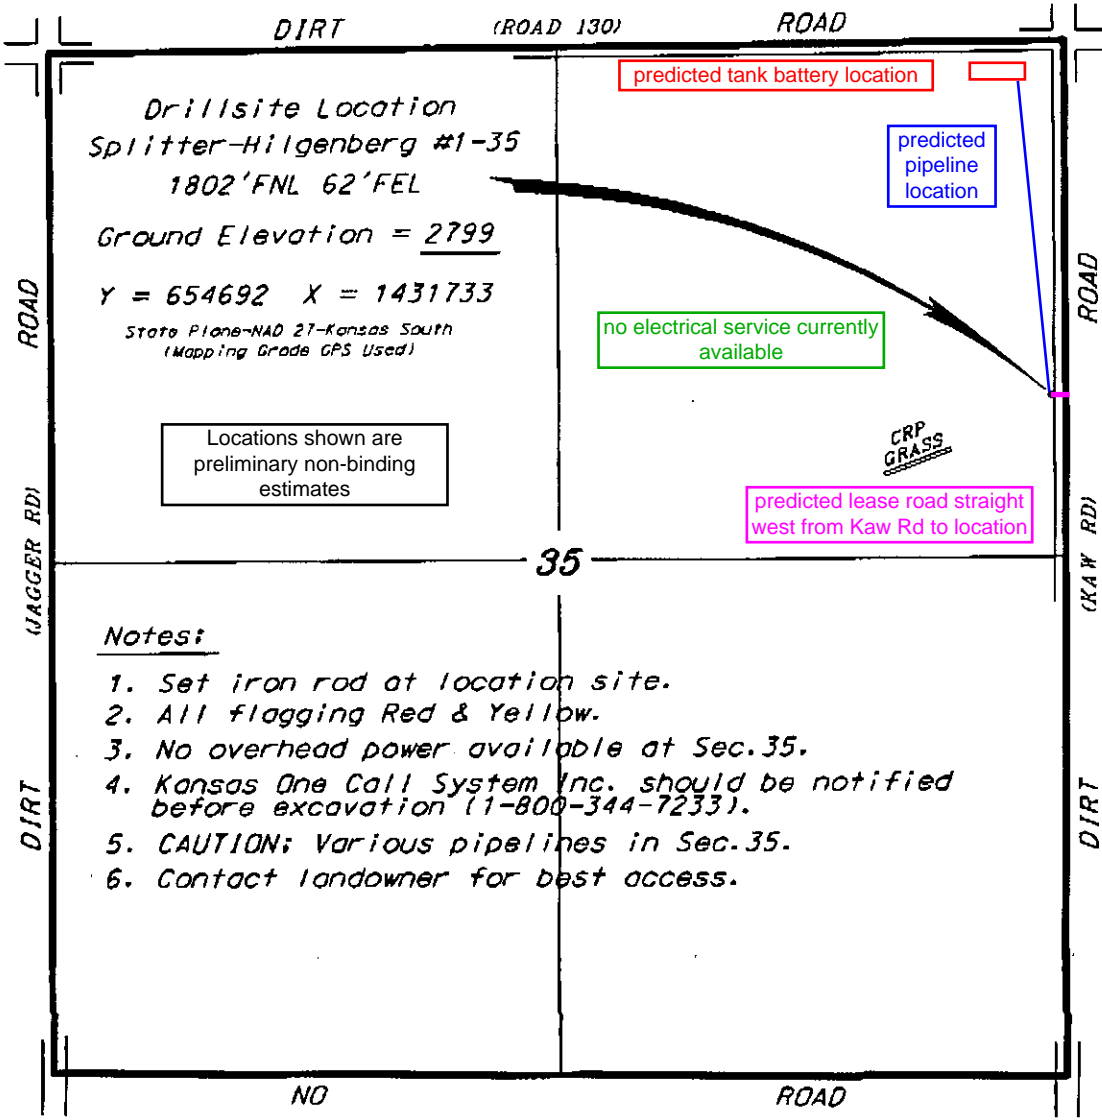 DIRT (ROAD 130) ROAD
predicted tank battery location
Drillsite Location
Splitter-Hilgenberg #1-35
1802'FNL 62'FEL
Ground Elevation = 2799
Y = 654692 X = 1431733
State Plane-NAD 27-Kansas South
(Mapping Grade GPS Used)
predicted
pipeline
location
ROAD
ROAD
no electrical service currently
available
Locations shown are
preliminary non-binding
estimates
CRP
GRASS
predicted lease road straight
west from Kaw Rd to location
(JAGGER RD)
(KAW RD)
35
Notes:
1. Set iron rod at location site.
2. All flagging Red & Yellow.
3. No overhead power available at Sec.35.
4. Kansas One Call System Inc. should be notified
before excavation (1-800-344-7233).
5. CAUTION: Various pipelines in Sec.35.
6. Contact landowner for best access.
DIRT
DIRT
NO ROAD